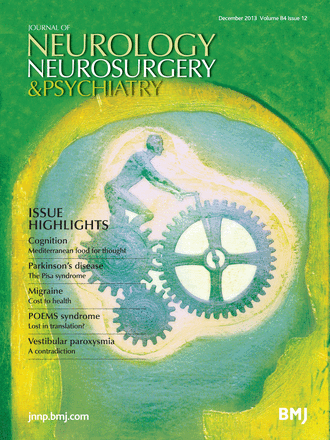 December 2013 Volume 84 Issue 12
JOURNAL OF
NEUROLOGY
NEUROSURGERY
&PSYCHIATRY
ISSUE
HIGHLIGHTS
Cognition
Mediterranean food for thought
Parkinson's disease
The Pisa syndrome
Migraine
Cost to health
POEMS syndrome
Lost in translation?
Vestibular paroxysmia
A contradiction
jnnp.bmj.com
BMJ